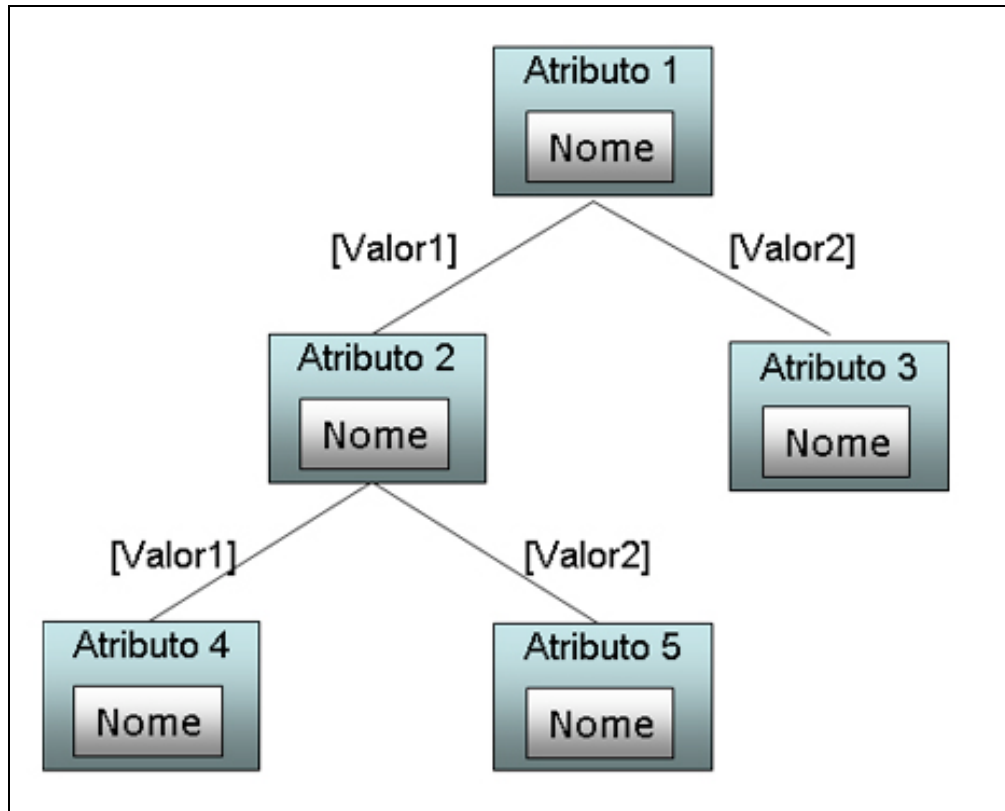 Atributo 1
Nome
[Valor1]
[Valor2]
Atributo 2
Nome
Atributo 3
Nome
[Valor1]
[Valor2]
Atributo 4
Nome
Atributo 5
Nome